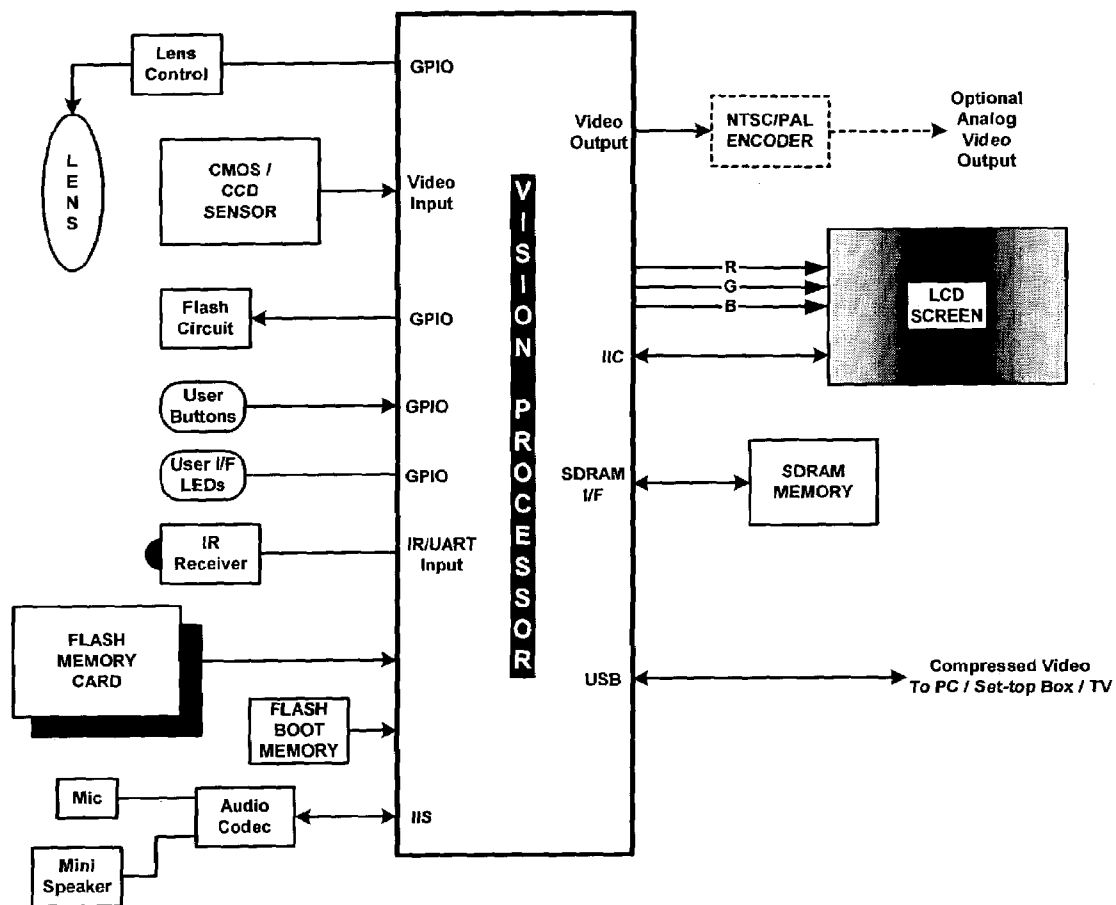 Lens
Control
GPIO
LENS
CMOS /
CCD
SENSOR
Video
Input
Flash
Circuit
GPIO
User
Buttons
GPIO
User I/F
LEDs
GPIO
IR
Receiver
IR/UART
Input
FLASH
MEMORY
CARD
FLASH
BOOT
MEMORY
Mic
Audio
Codec
IIS
Mini
Speaker
VISION PROCESSOR
Video
Output
NTSC/PAL
ENCODER
Optional
Analog
Video
Output
R
G
B
LCD
SCREEN
IIC
SDRAM
I/F
SDRAM
MEMORY
USB
Compressed Video
To PC / Set-top Box / TV